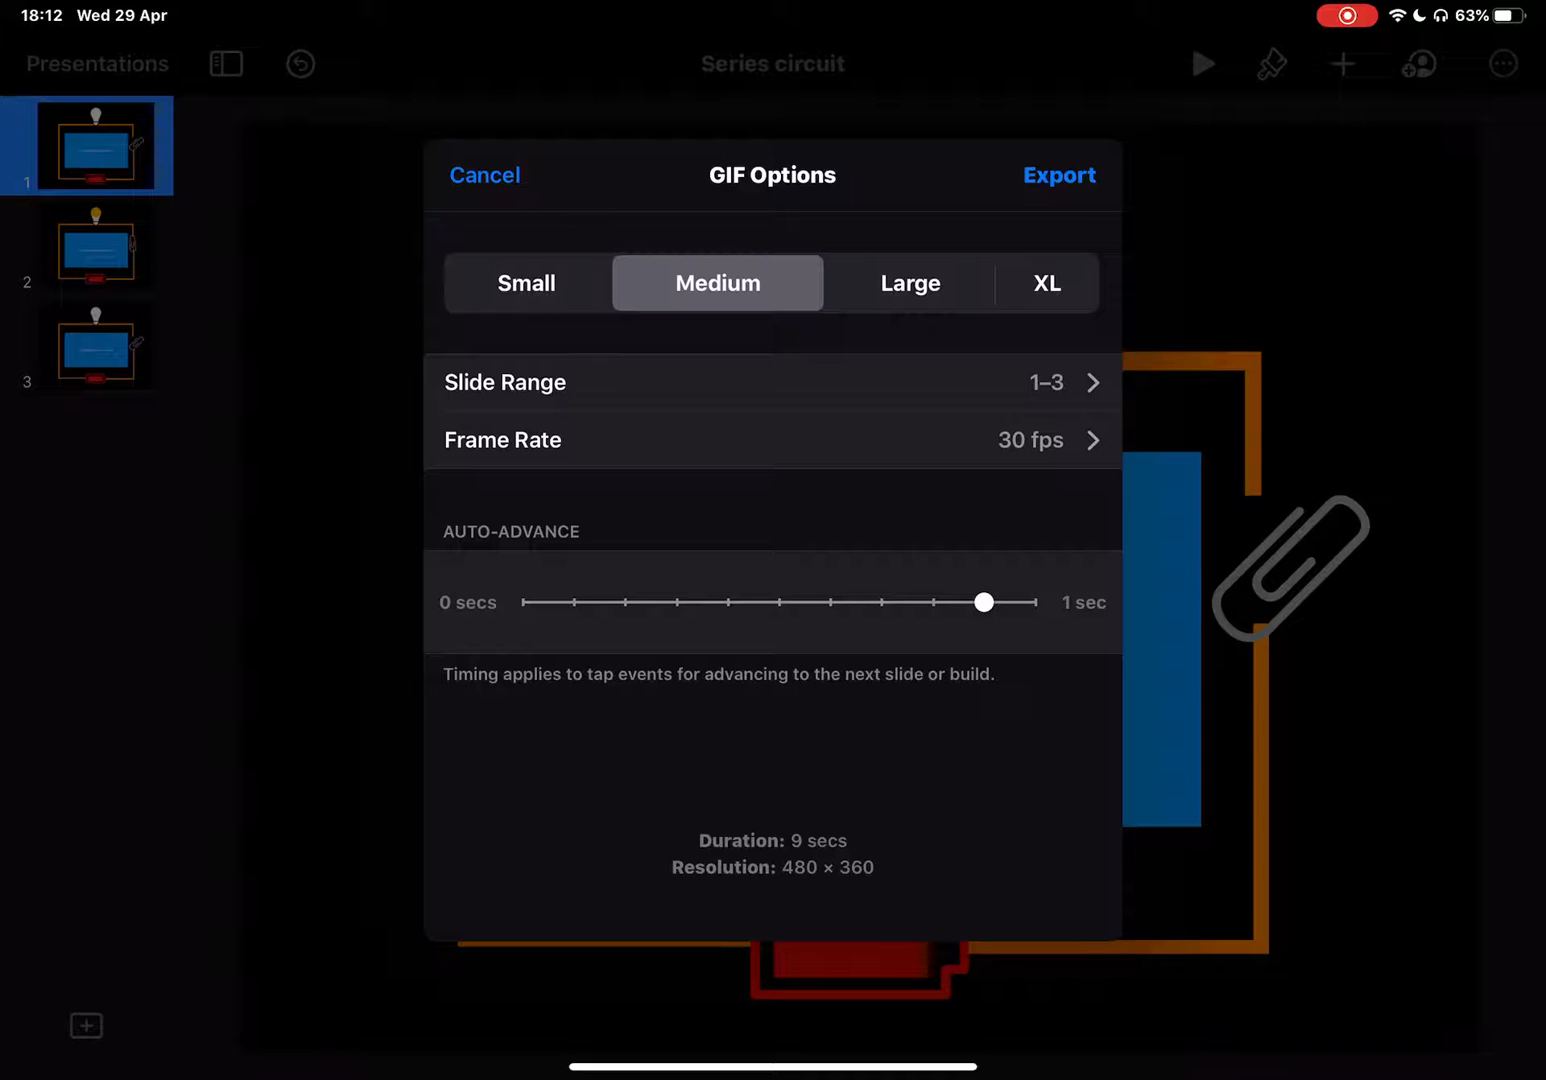 18:12 Wed 29 Apr
63%
Presentations
Series circuit
1
2
3
Cancel
GIF Options
Export
Small
Medium
Large
XL
Slide Range
1–3
Frame Rate
30 fps
AUTO-ADVANCE
0 secs
1 sec
Timing applies to tap events for advancing to the next slide or build.
Duration: 9 secs
Resolution: 480 × 360